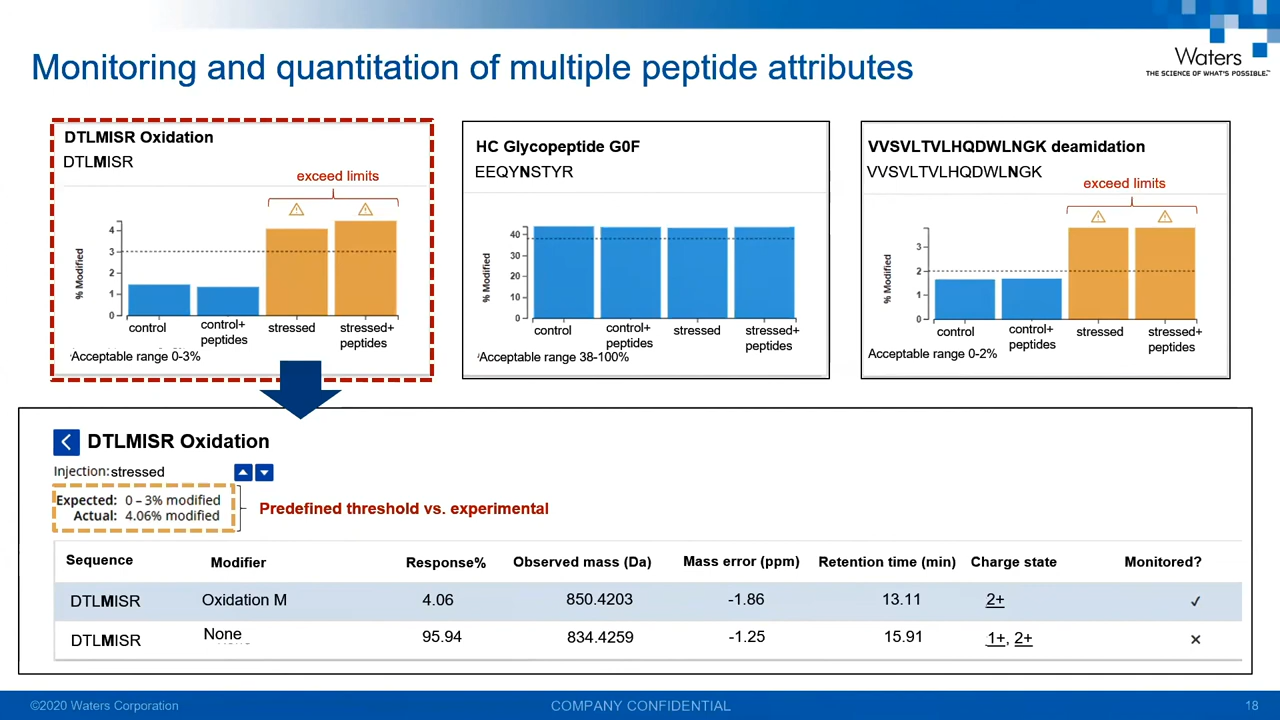 Monitoring and quantitation of multiple peptide attributes
Waters
THE SCIENCE OF WHAT'S POSSIBLE.™
DTLMISR Oxidation
DTLMISR
exceed limits
% Modified
4
3
2
1
0
control
control+
peptides
stressed
stressed+
peptides
Acceptable range 0-3%
HC Glycopeptide G0F
EEQYNSTYR
% Modified
40
30
20
10
0
control
control+
peptides
stressed
stressed+
peptides
Acceptable range 38-100%
VVSVLTVLHQDWLNGK deamidation
VVSVLTVLHQDWLNGK
exceed limits
% Modified
3
2
1
0
control
control+
peptides
stressed
stressed+
peptides
Acceptable range 0-2%
DTLMISR Oxidation
Injection: stressed
Expected: 0 – 3% modified
Actual: 4.06% modified
Predefined threshold vs. experimental
Sequence Modifier Response% Observed mass (Da) Mass error (ppm) Retention time (min) Charge state Monitored?
DTLMISR Oxidation M 4.06 850.4203 -1.86 13.11 2+ ✓
DTLMISR None 95.94 834.4259 -1.25 15.91 1+, 2+ ✕
©2020 Waters Corporation
COMPANY CONFIDENTIAL
18